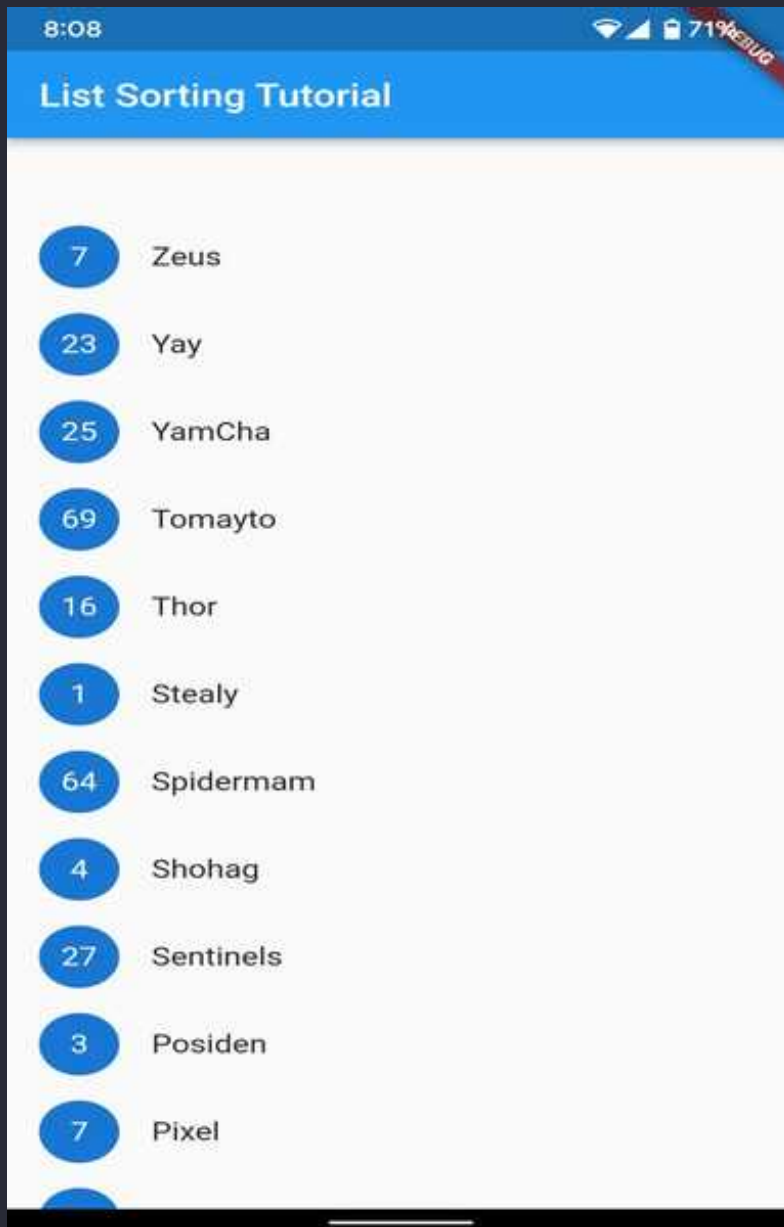 8:08 71% DEBUG
List Sorting Tutorial
7 Zeus
23 Yay
25 YamCha
69 Tomayto
16 Thor
1 Stealy
64 Spidermam
4 Shohag
27 Sentinels
3 Posiden
7 Pixel